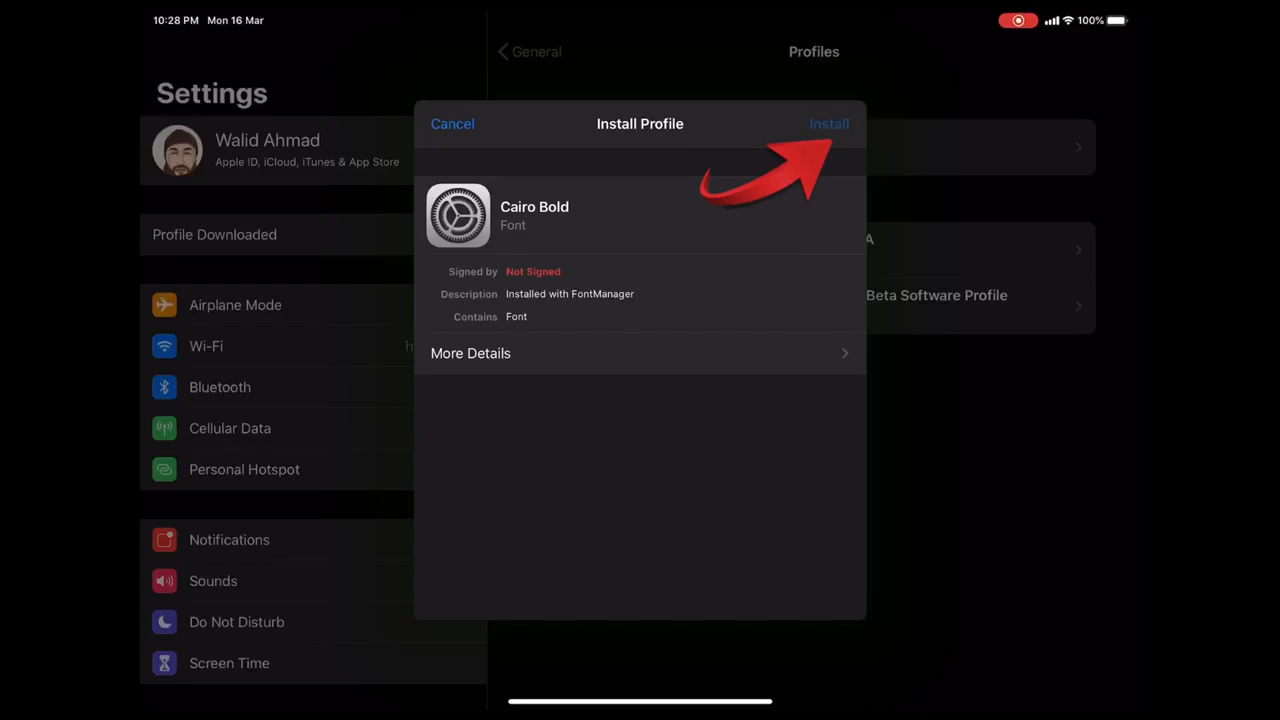 10:28 PM Mon 16 Mar
100%
General
Profiles
Settings
Cancel
Install Profile
Install
Walid Ahmad
Apple ID, iCloud, iTunes & App Store
Cairo Bold
Font
Profile Downloaded
A
Signed by Not Signed
Description Installed with FontManager
Beta Software Profile
Contains Font
Airplane Mode
Wi-Fi
h
More Details
Bluetooth
Cellular Data
Personal Hotspot
Notifications
Sounds
Do Not Disturb
Screen Time